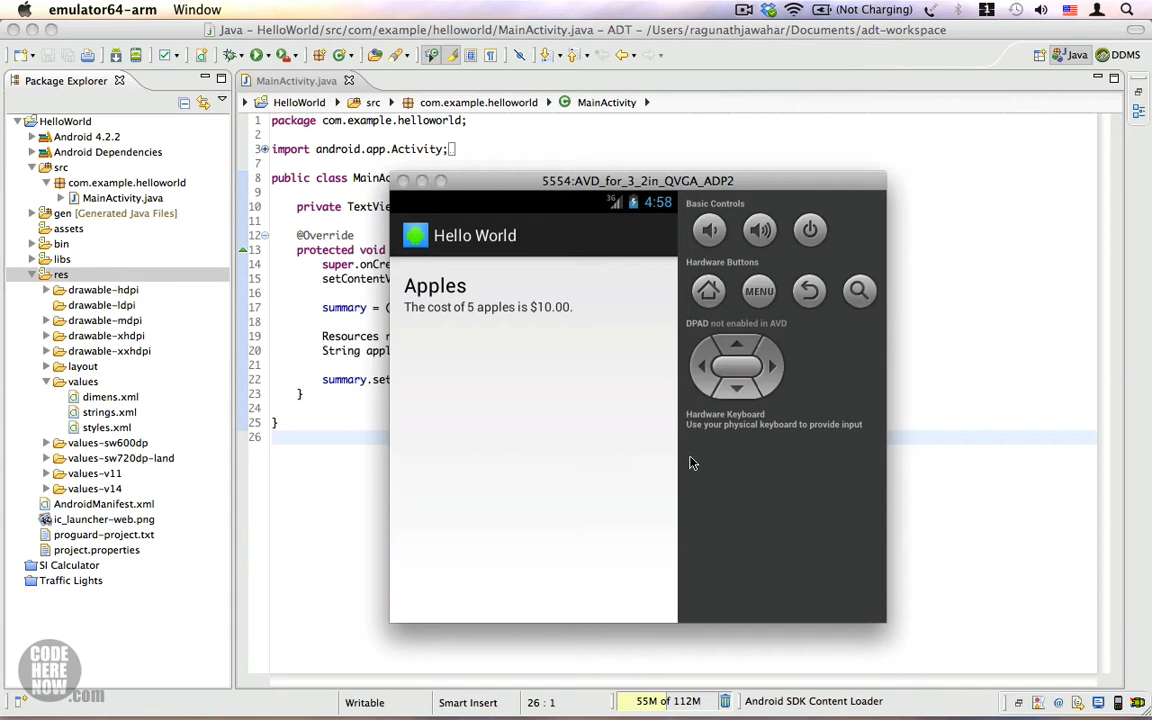 emulator64-arm Window (Not Charging)
Java - HelloWorld/src/com/example/helloworld/MainActivity.java - ADT - /Users/ragunathjawahar/Documents/adt-workspace
Java DDMS
Package Explorer
MainActivity.java
HelloWorld src com.example.helloworld MainActivity
HelloWorld
Android 4.2.2
Android Dependencies
src
com.example.helloworld
MainActivity.java
gen [Generated Java Files]
assets
bin
libs
res
drawable-hdpi
drawable-ldpi
drawable-mdpi
drawable-xhdpi
drawable-xxhdpi
layout
values
dimens.xml
strings.xml
styles.xml
values-sw600dp
values-sw720dp-land
values-v11
values-v14
AndroidManifest.xml
ic_launcher-web.png
proguard-project.txt
project.properties
SI Calculator
Traffic Lights
1 package com.example.helloworld;
2
3 import android.app.Activity;
7
8 public class MainAc
9
10 private TextVie
11
12 @Override
13 protected void
14 super.onCre
15 setContentV
16
17 summary = (
18
19 Resources r
20 String appl
21
22 summary.set
23 }
24
25 }
26
5554:AVD_for_3_2in_QVGA_ADP2
3G 4:58
Hello World
Apples
The cost of 5 apples is $10.00.
Basic Controls
Hardware Buttons
MENU
DPAD not enabled in AVD
Hardware Keyboard
Use your physical keyboard to provide input
CODE
HERE
NOW
.com
Writable Smart Insert 26 : 1 55M of 112M Android SDK Content Loader